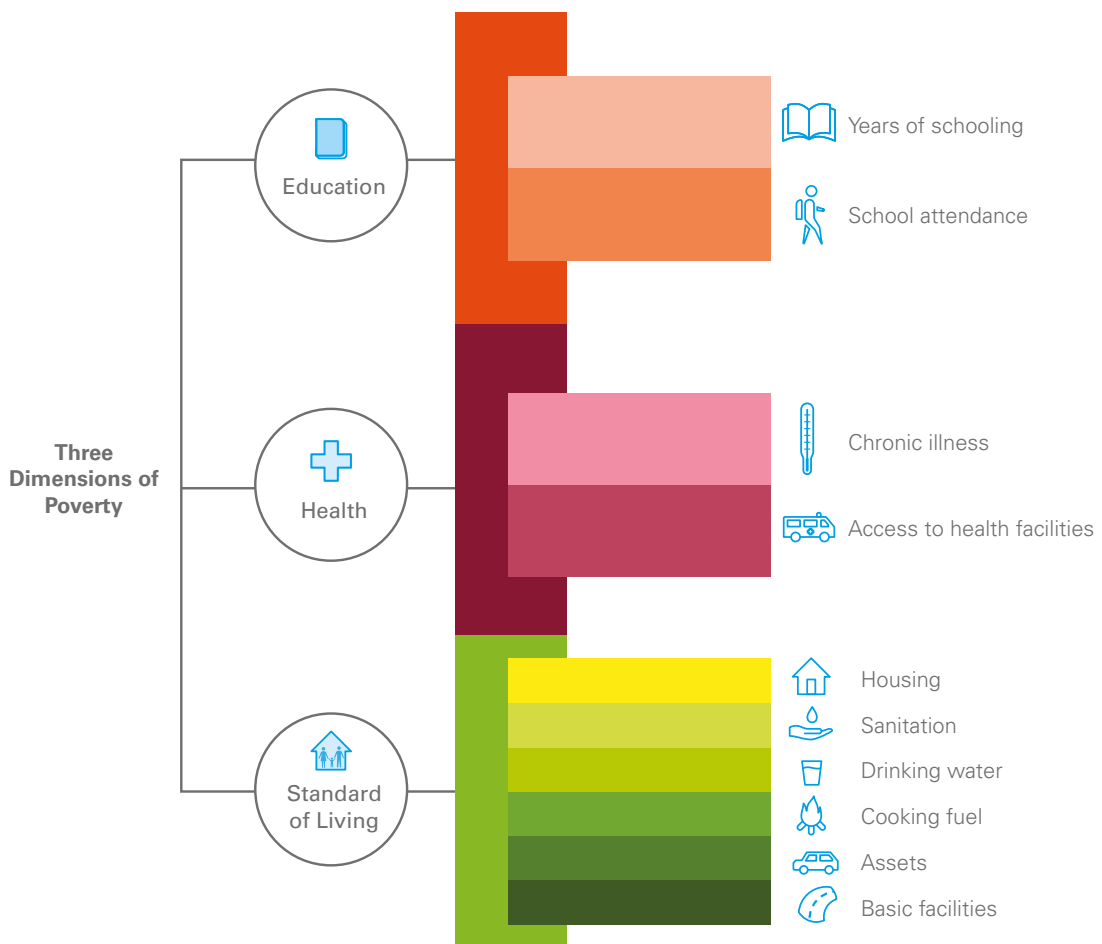 Three
Dimensions of
Poverty
Education
Years of schooling
School attendance
Health
Chronic illness
Access to health facilities
Standard
of Living
Housing
Sanitation
Drinking water
Cooking fuel
Assets
Basic facilities